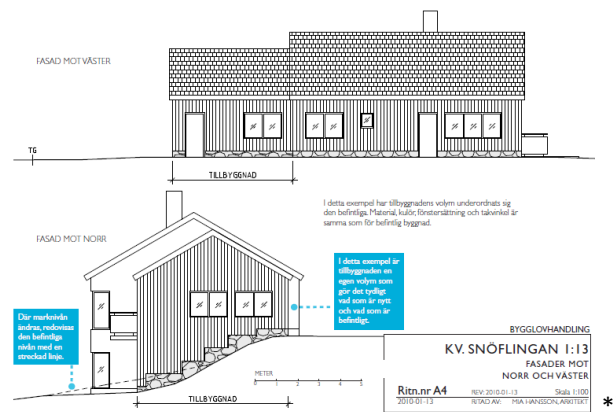 FASAD MOT VÄSTER
TG
TILLBYGGNAD
I detta exempel har tillbyggnadens volym underordnats sig
den befintliga. Material, kulör, fönstersättning och takvinkel är
samma som för befintlig byggnad.
FASAD MOT NORR
I detta exempel är
tillbyggnaden en
egen volym som
gör det tydligt
vad som är nytt
och vad som är
befintligt.
Där marknivån
ändras, redovisas
den befintliga
nivån med en
streckad linje.
METER
0 1 2 3 4 5
TILLBYGGNAD
BYGGLOVHANDLING
KV. SNÖFLINGAN 1:13
FASADER MOT
NORR OCH VÄSTER
Ritn.nr A4 REV: 2010-01-13 Skala 1:100
2010-01-13 RITAD AV: MIA HANSSON, ARKITEKT
*